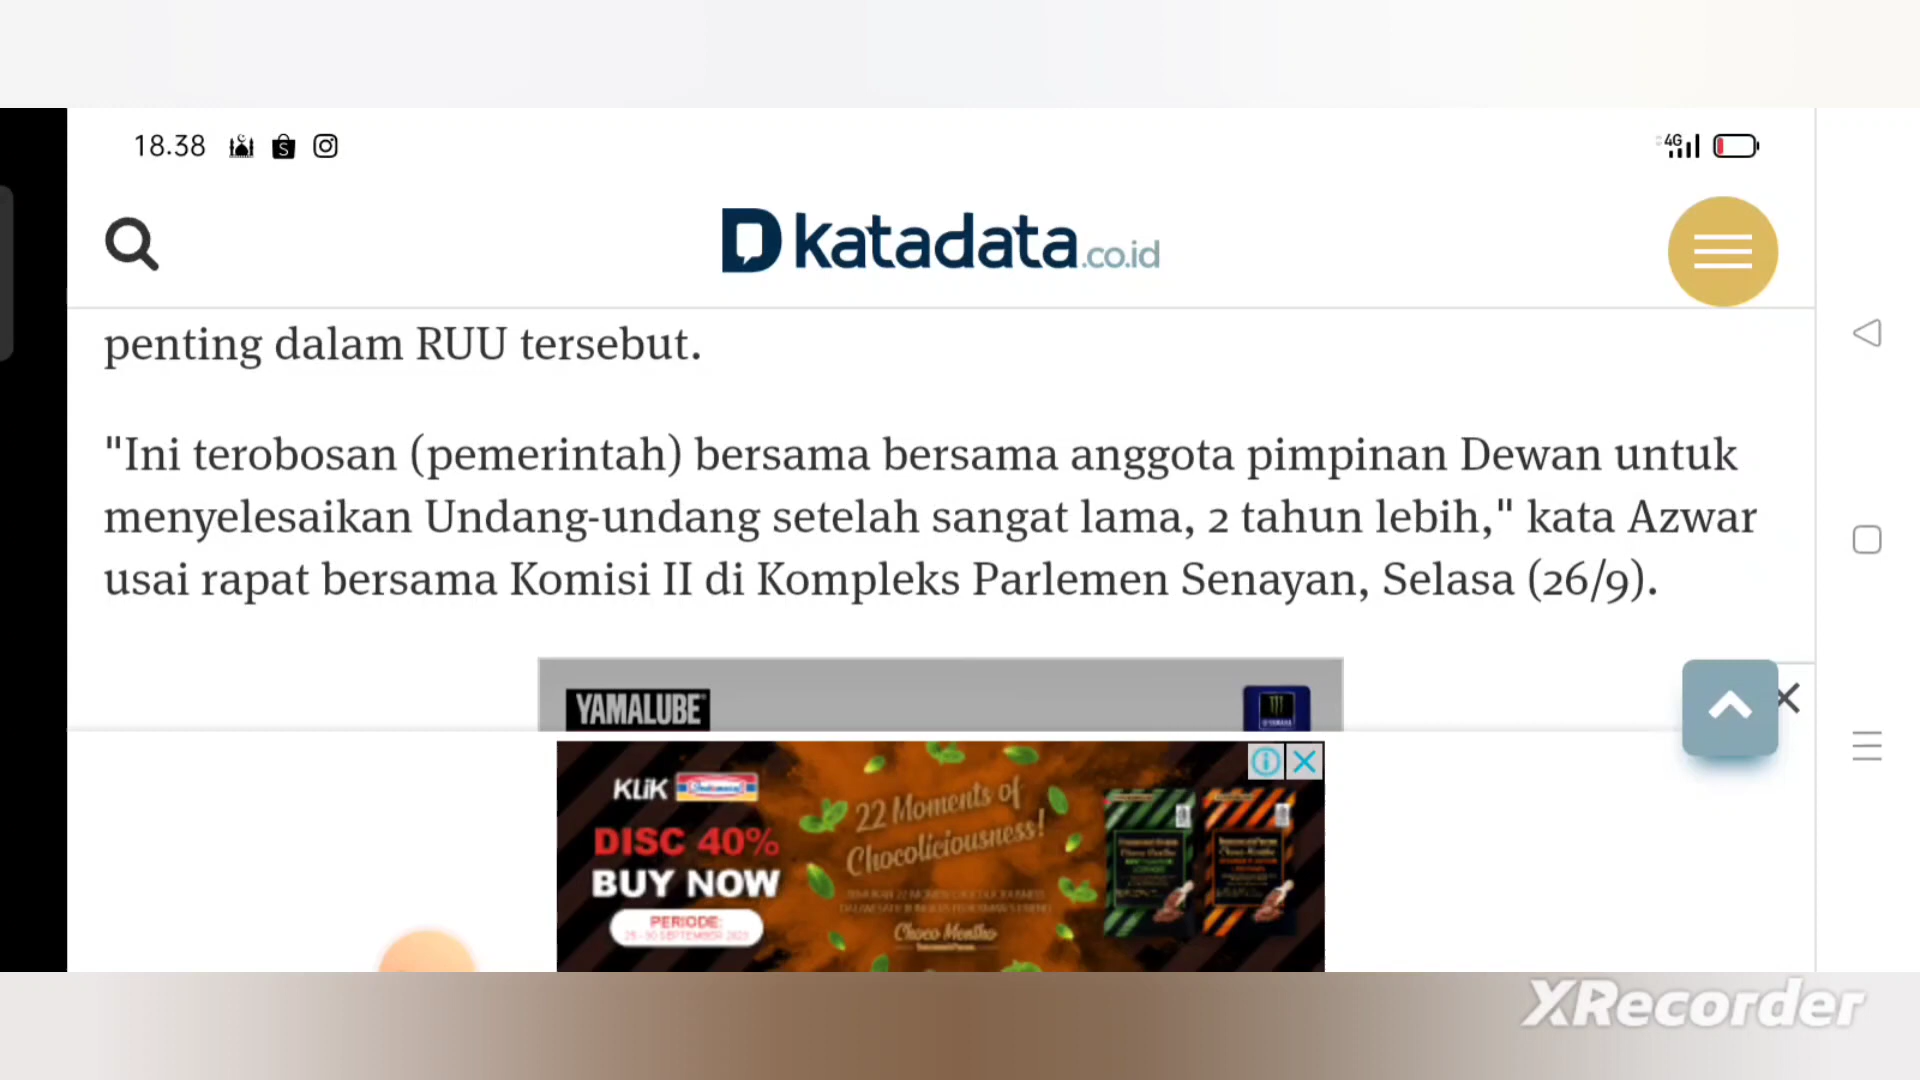 18.38
4G
katadata.co.id
penting dalam RUU tersebut.
"Ini terobosan (pemerintah) bersama bersama anggota pimpinan Dewan untuk
menyelesaikan Undang-undang setelah sangat lama, 2 tahun lebih," kata Azwar
usai rapat bersama Komisi II di Kompleks Parlemen Senayan, Selasa (26/9).
YAMALUBE
KLiK Indomaret
DISC 40%
BUY NOW
PERIODE:
22 Moments of
Chocoliciousness!
Choco Mentho
XRecorder